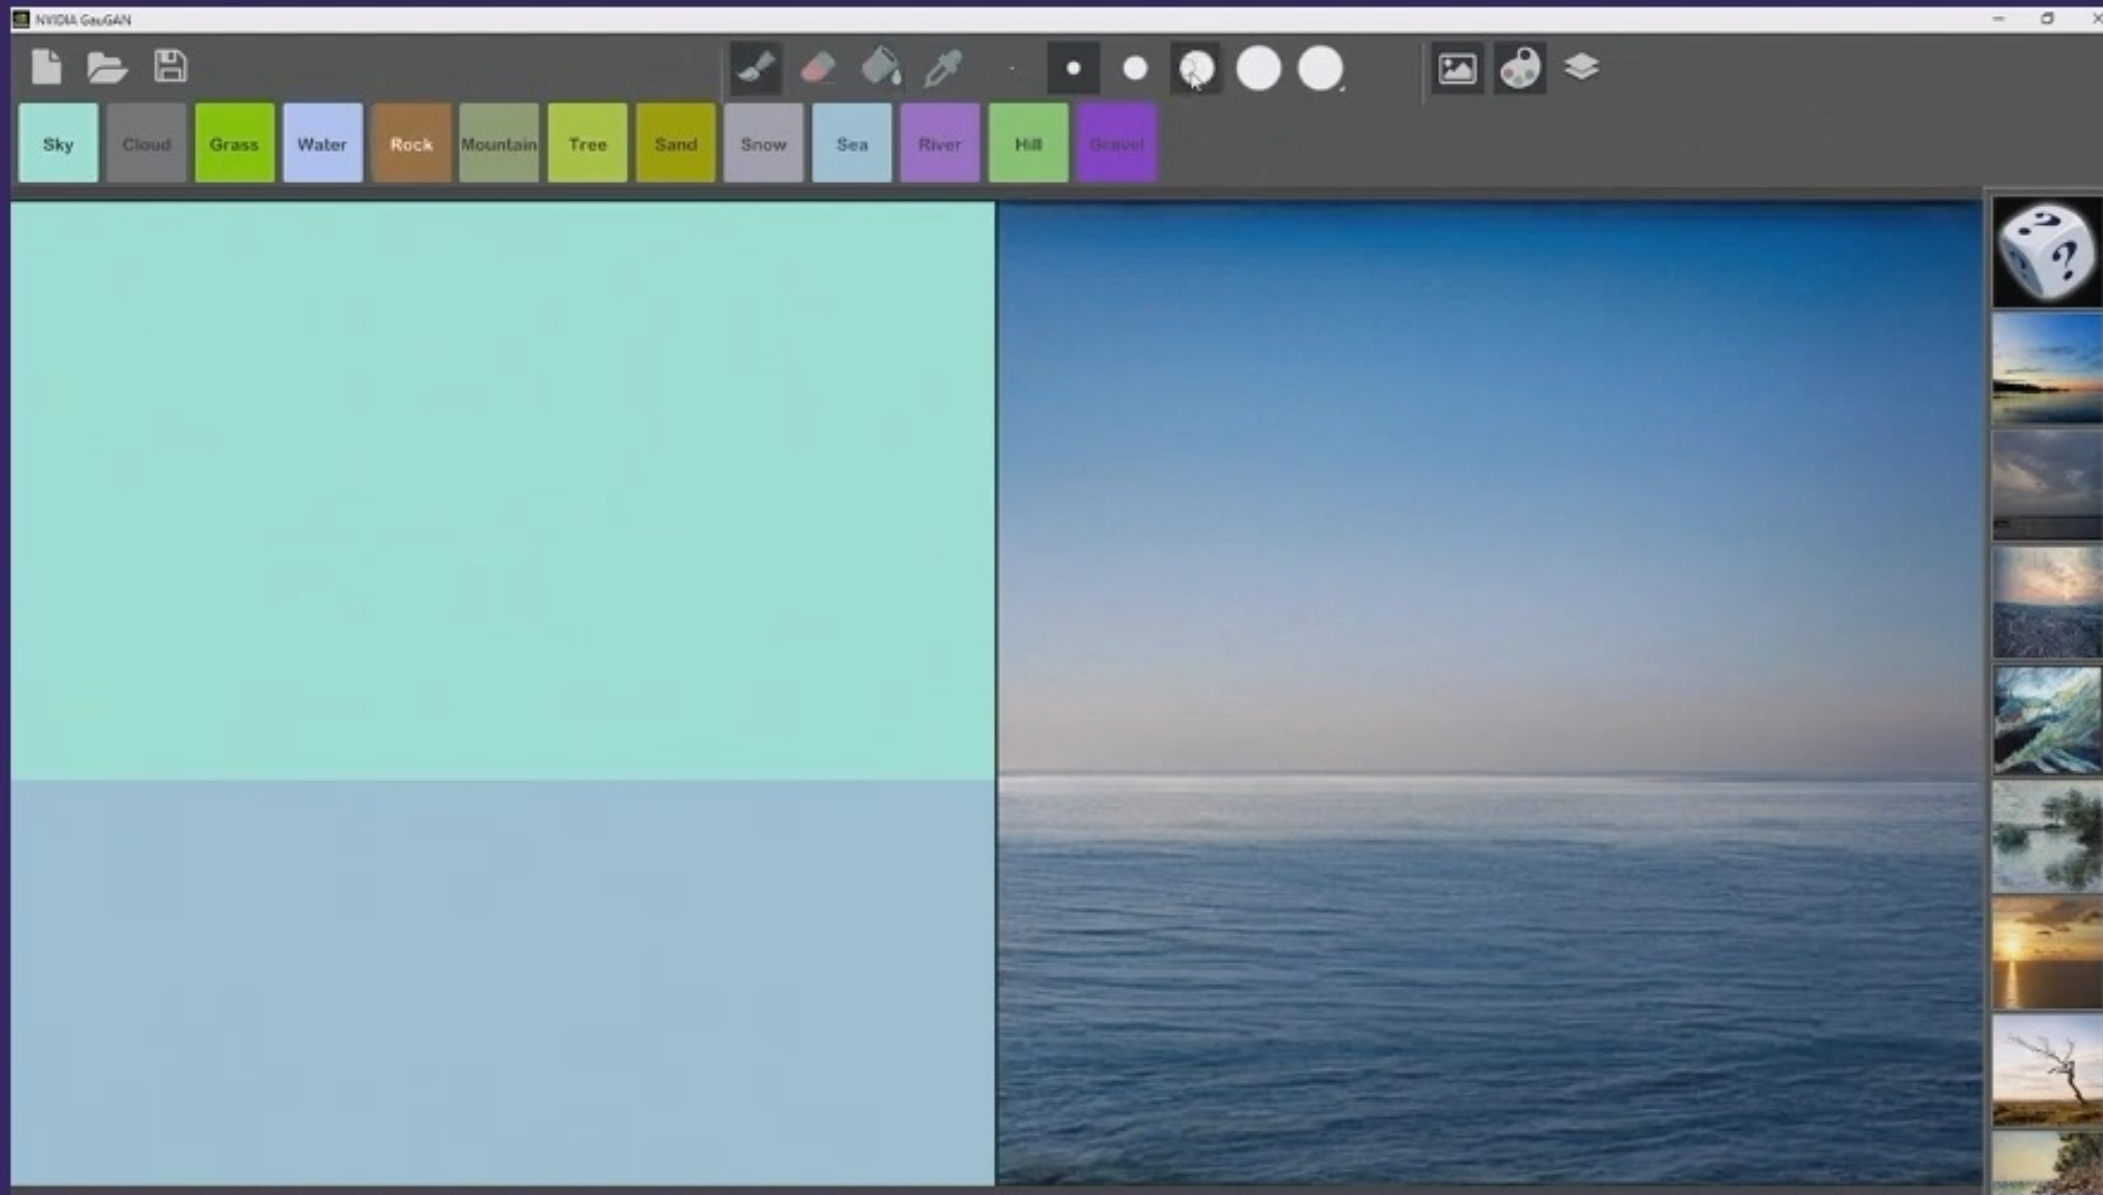 NVIDIA GauGAN
Sky Cloud Grass Water Rock Mountain Tree Sand Snow Sea River Hill Gravel
? ? ?